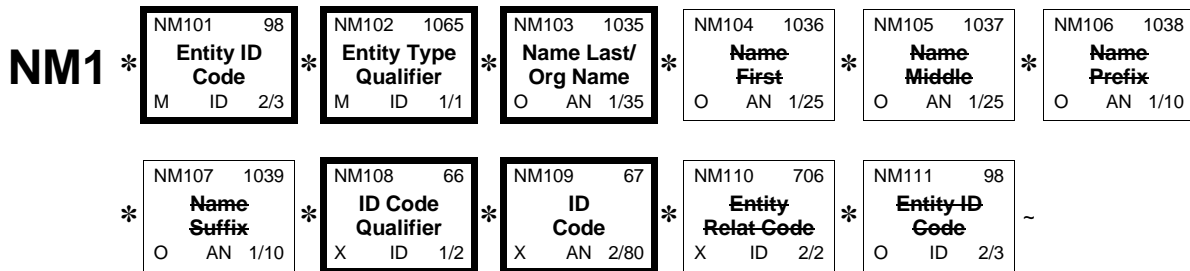 NM101 98 NM102 1065 NM103 1035 NM104 1036 NM105 1037 NM106 1038
NM1 * Entity ID * Entity Type * Name Last/ * Name * Name * Name
Code Qualifier Org Name First Middle Prefix
M ID 2/3 M ID 1/1 O AN 1/35 O AN 1/25 O AN 1/25 O AN 1/10
NM107 1039 NM108 66 NM109 67 NM110 706 NM111 98
* Name * ID Code * ID * Entity * Entity ID ~
Suffix Qualifier Code Relat Code Code
O AN 1/10 X ID 1/2 X AN 2/80 X ID 2/2 O ID 2/3